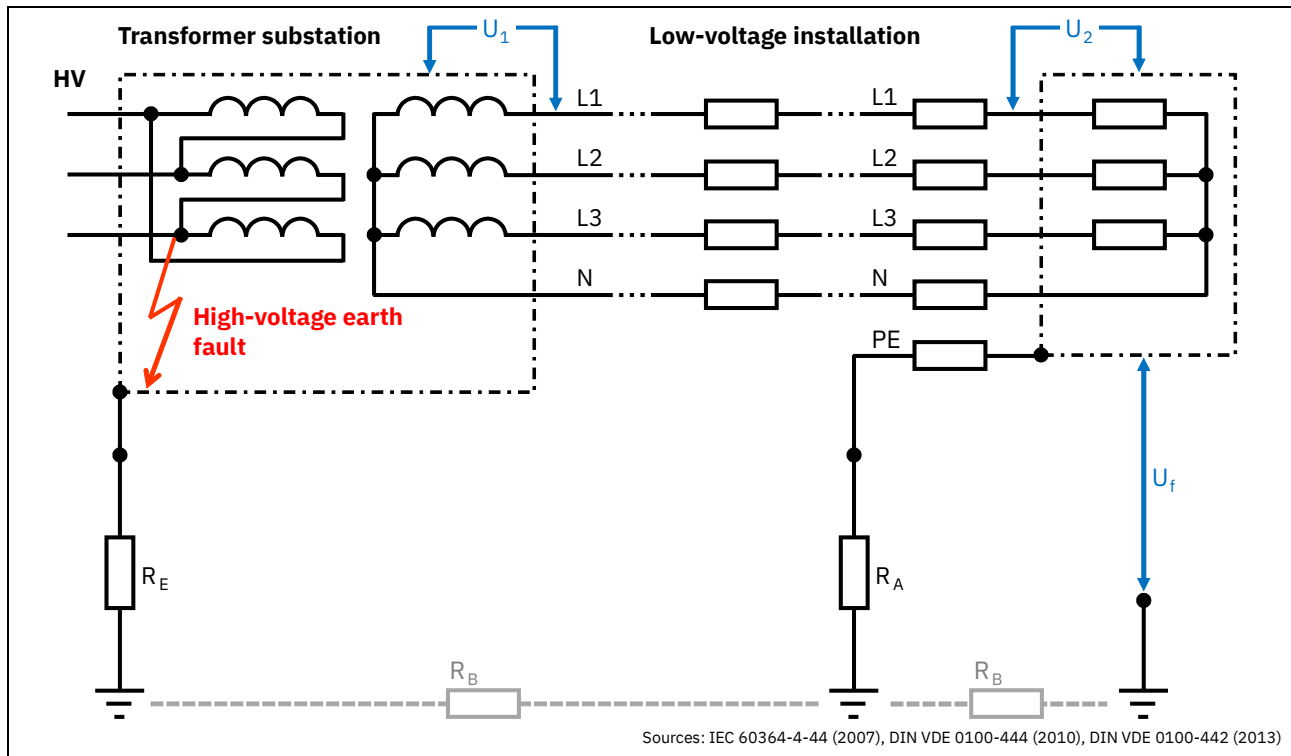 Transformer substation
U1
Low-voltage installation
U2
HV
L1
L1
L2
L2
L3
L3
N
N
High-voltage earth
fault
PE
Uf
RE
RA
RB
RB
Sources: IEC 60364-4-44 (2007), DIN VDE 0100-444 (2010), DIN VDE 0100-442 (2013)